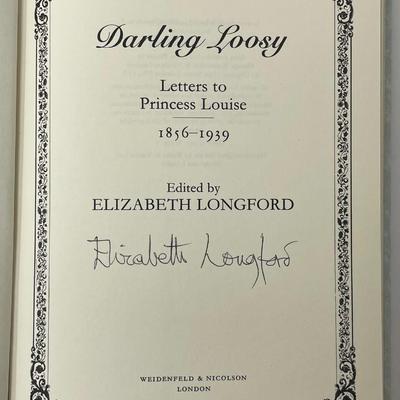 Darling Loosy
Letters to
Princess Louise
1856–1939
Edited by
ELIZABETH LONGFORD
Elizabeth Longford
WEIDENFELD & NICOLSON
LONDON